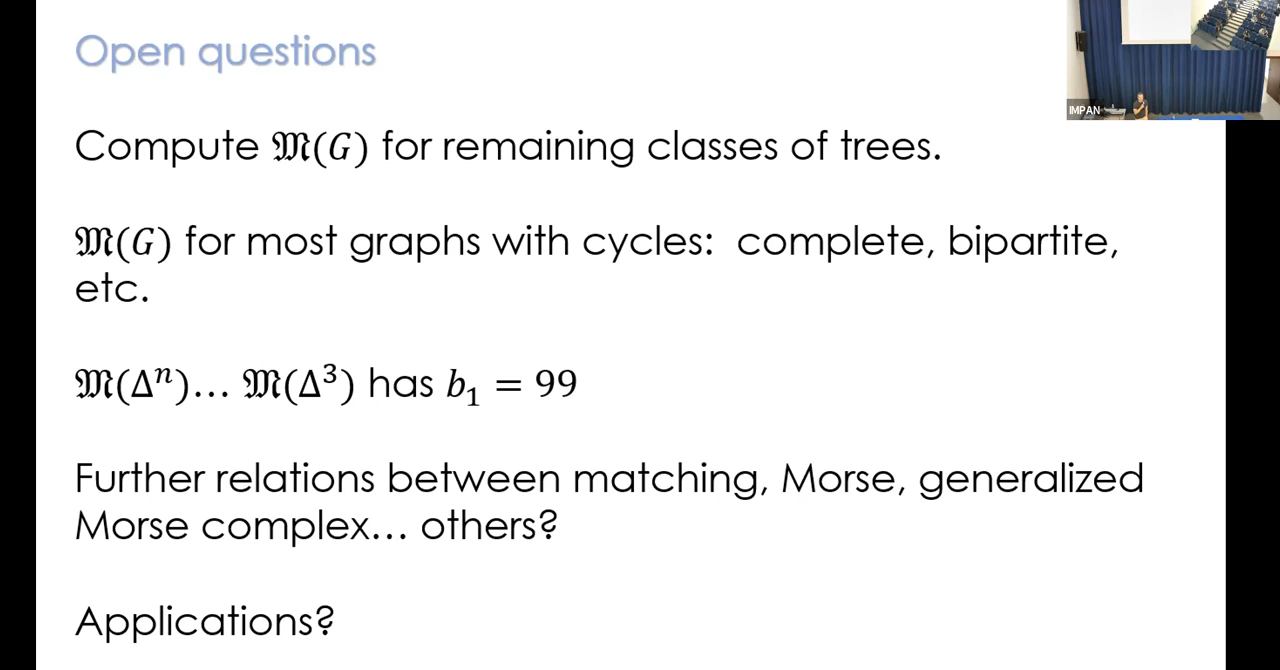 Open questions
IMPAN
Compute 𝔐(G) for remaining classes of trees.
𝔐(G) for most graphs with cycles: complete, bipartite,
etc.
𝔐(Δⁿ)… 𝔐(Δ³) has b₁ = 99
Further relations between matching, Morse, generalized
Morse complex… others?
Applications?